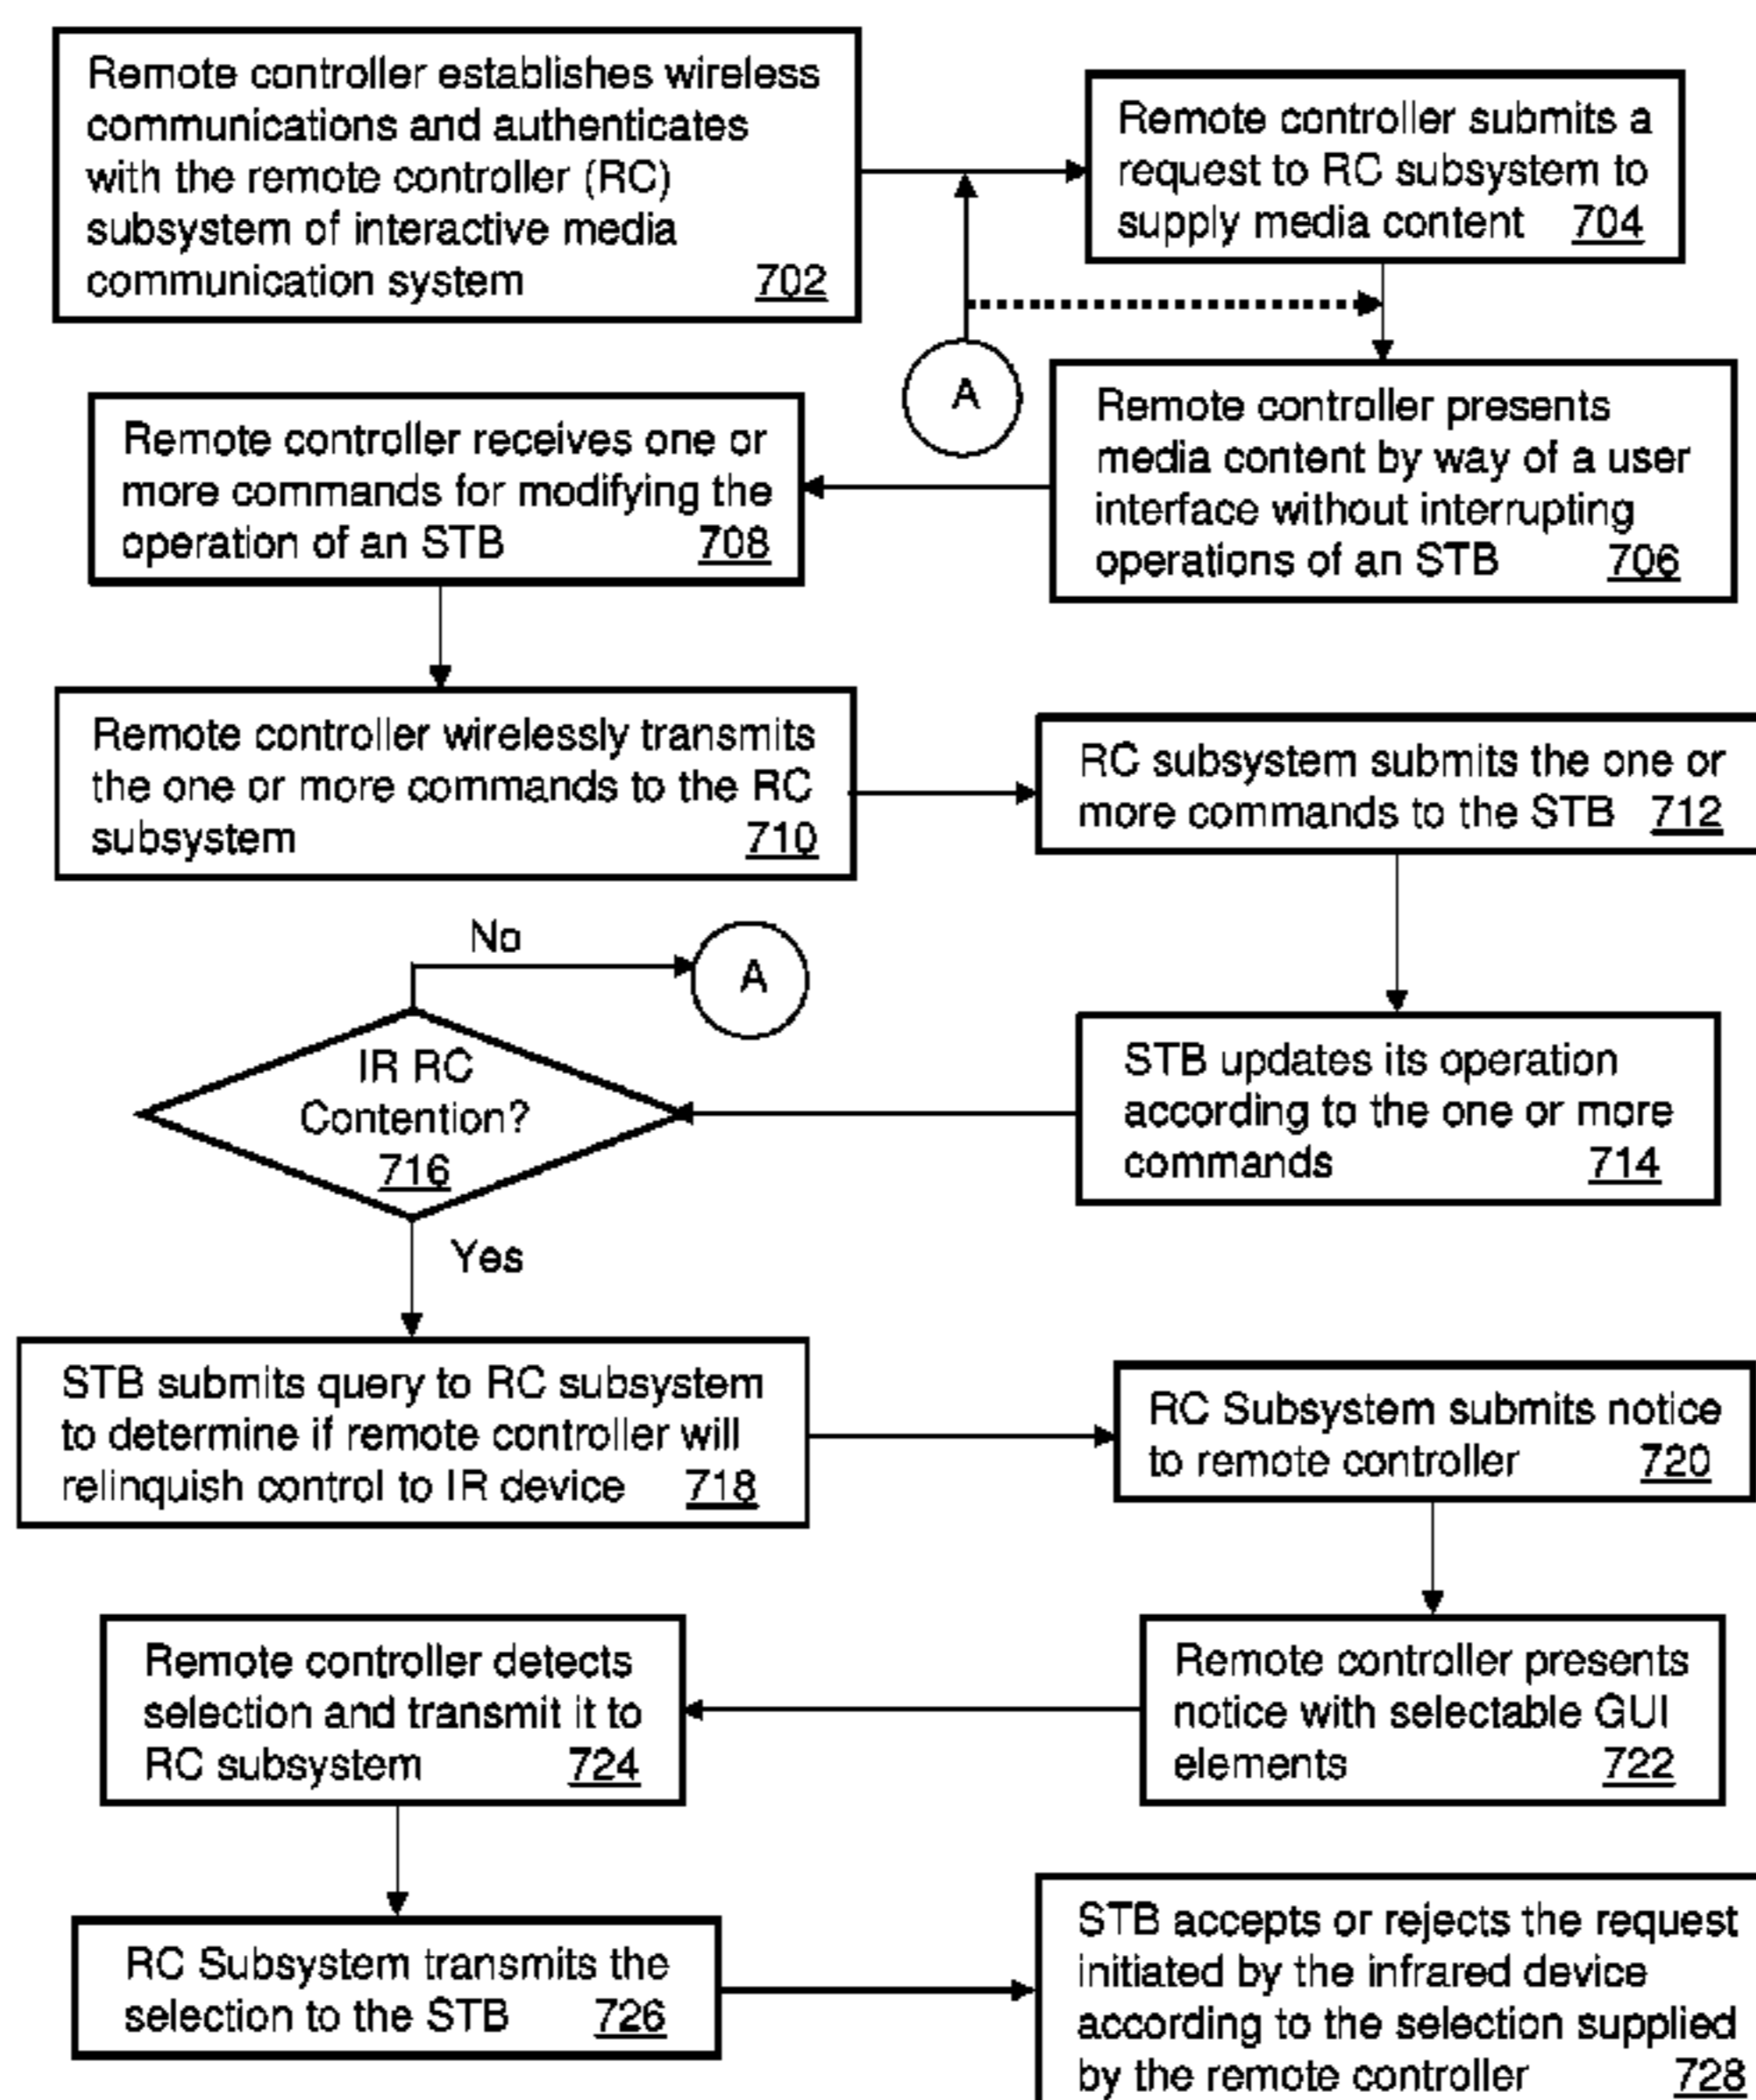 Remote controller establishes wireless
communications and authenticates
with the remote controller (RC)
subsystem of interactive media
communication system 702
Remote controller submits a
request to RC subsystem to
supply media content 704
A
Remote controller presents
media content by way of a user
interface without interrupting
operations of an STB 706
Remote controller receives one or
more commands for modifying the
operation of an STB 708
Remote controller wirelessly transmits
the one or more commands to the RC
subsystem 710
RC subsystem submits the one or
more commands to the STB 712
STB updates its operation
according to the one or more
commands 714
No
A
IR RC
Contention?
716
Yes
STB submits query to RC subsystem
to determine if remote controller will
relinquish control to IR device 718
RC Subsystem submits notice
to remote controller 720
Remote controller presents
notice with selectable GUI
elements 722
Remote controller detects
selection and transmit it to
RC subsystem 724
RC Subsystem transmits the
selection to the STB 726
STB accepts or rejects the request
initiated by the infrared device
according to the selection supplied
by the remote controller 728